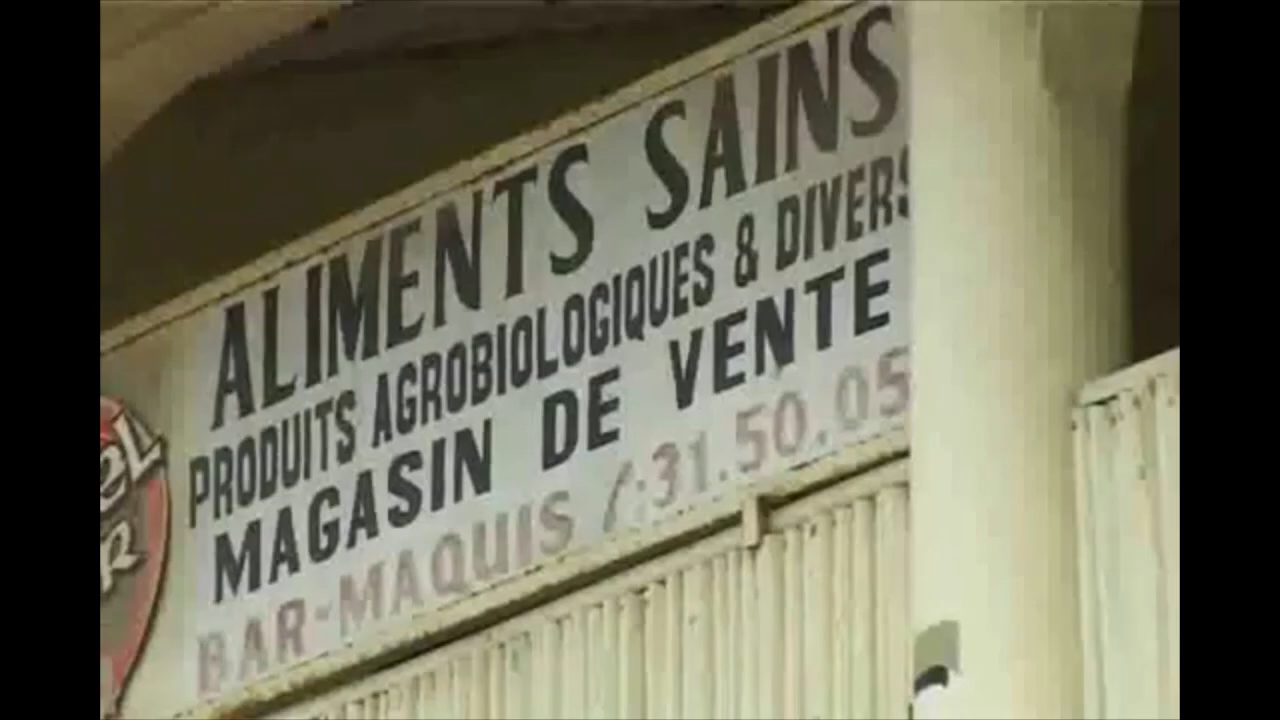 ALIMENTS SAINS
PRODUITS AGROBIOLOGIQUES & DIVERS
MAGASIN DE VENTE
BAR-MAQUIS /:31.50.05